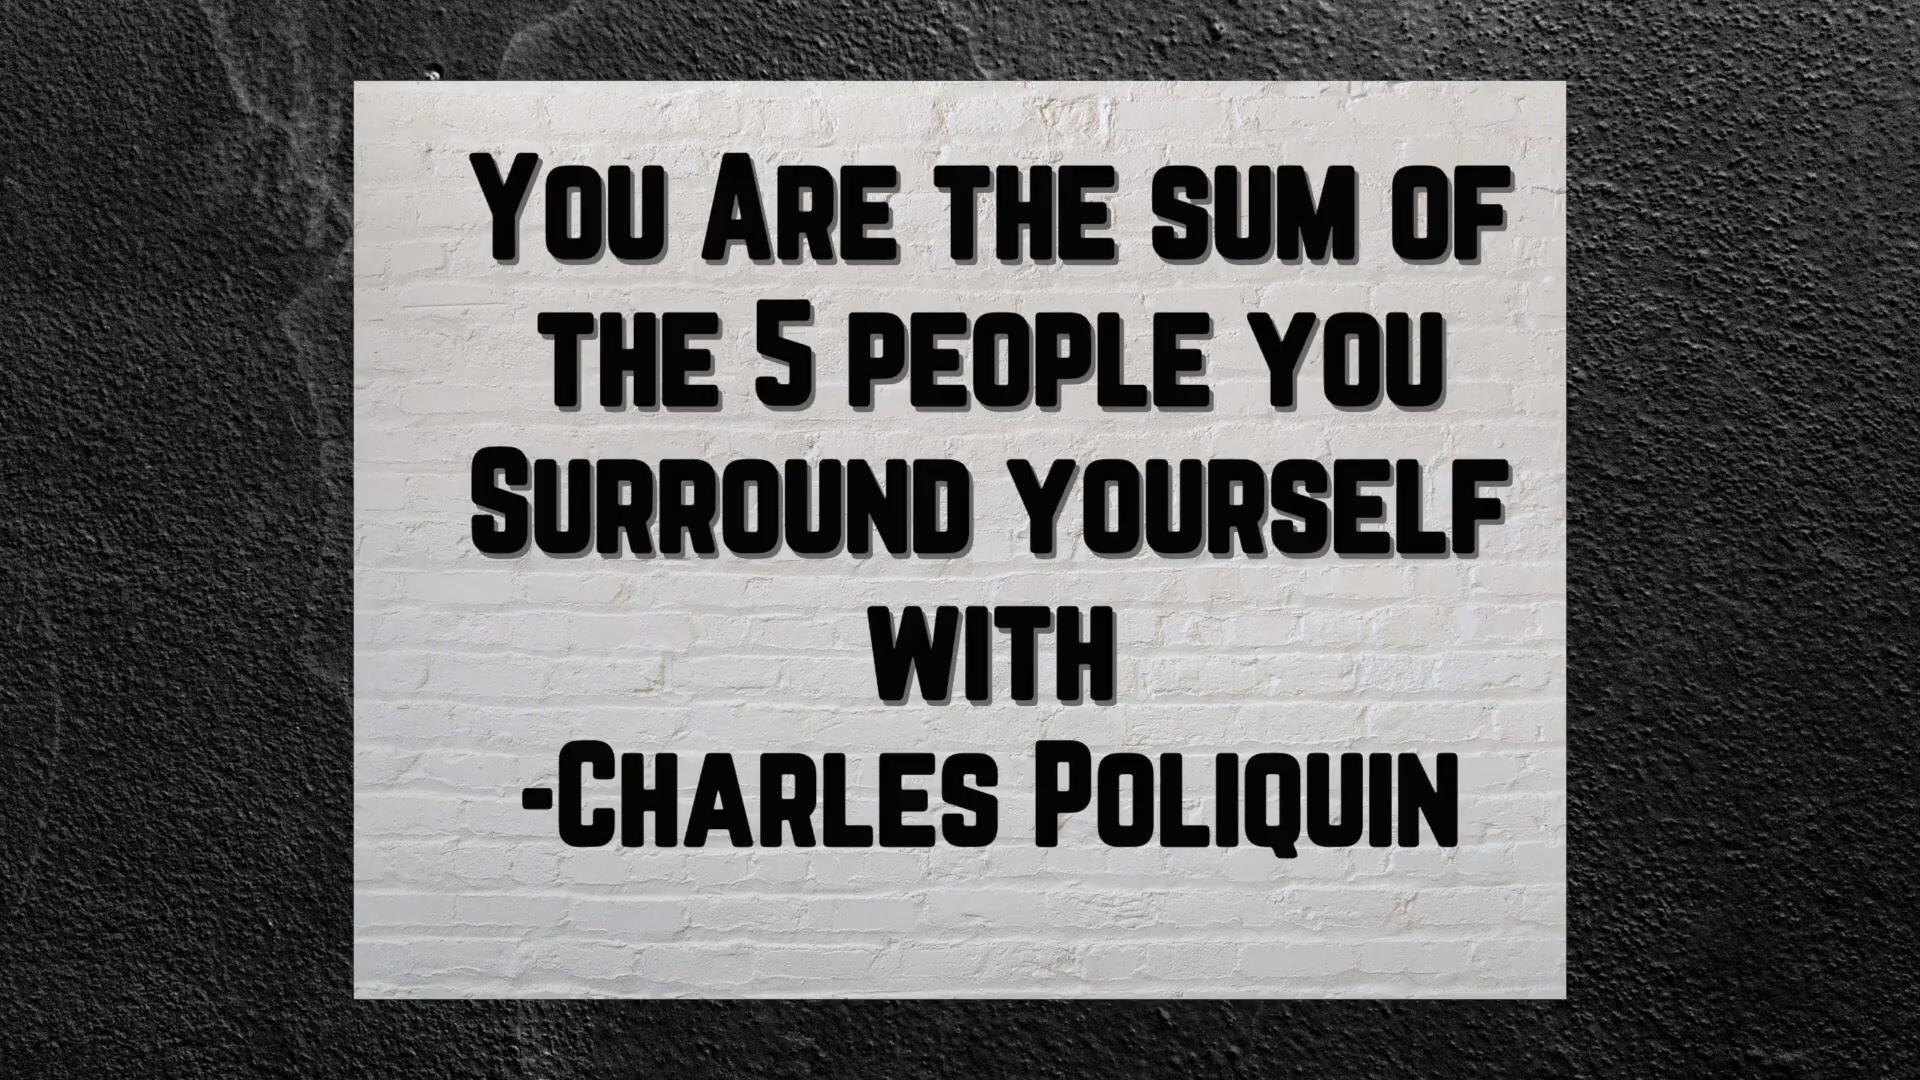 You Are the sum of
the 5 people you
Surround yourself
with
-Charles Poliquin